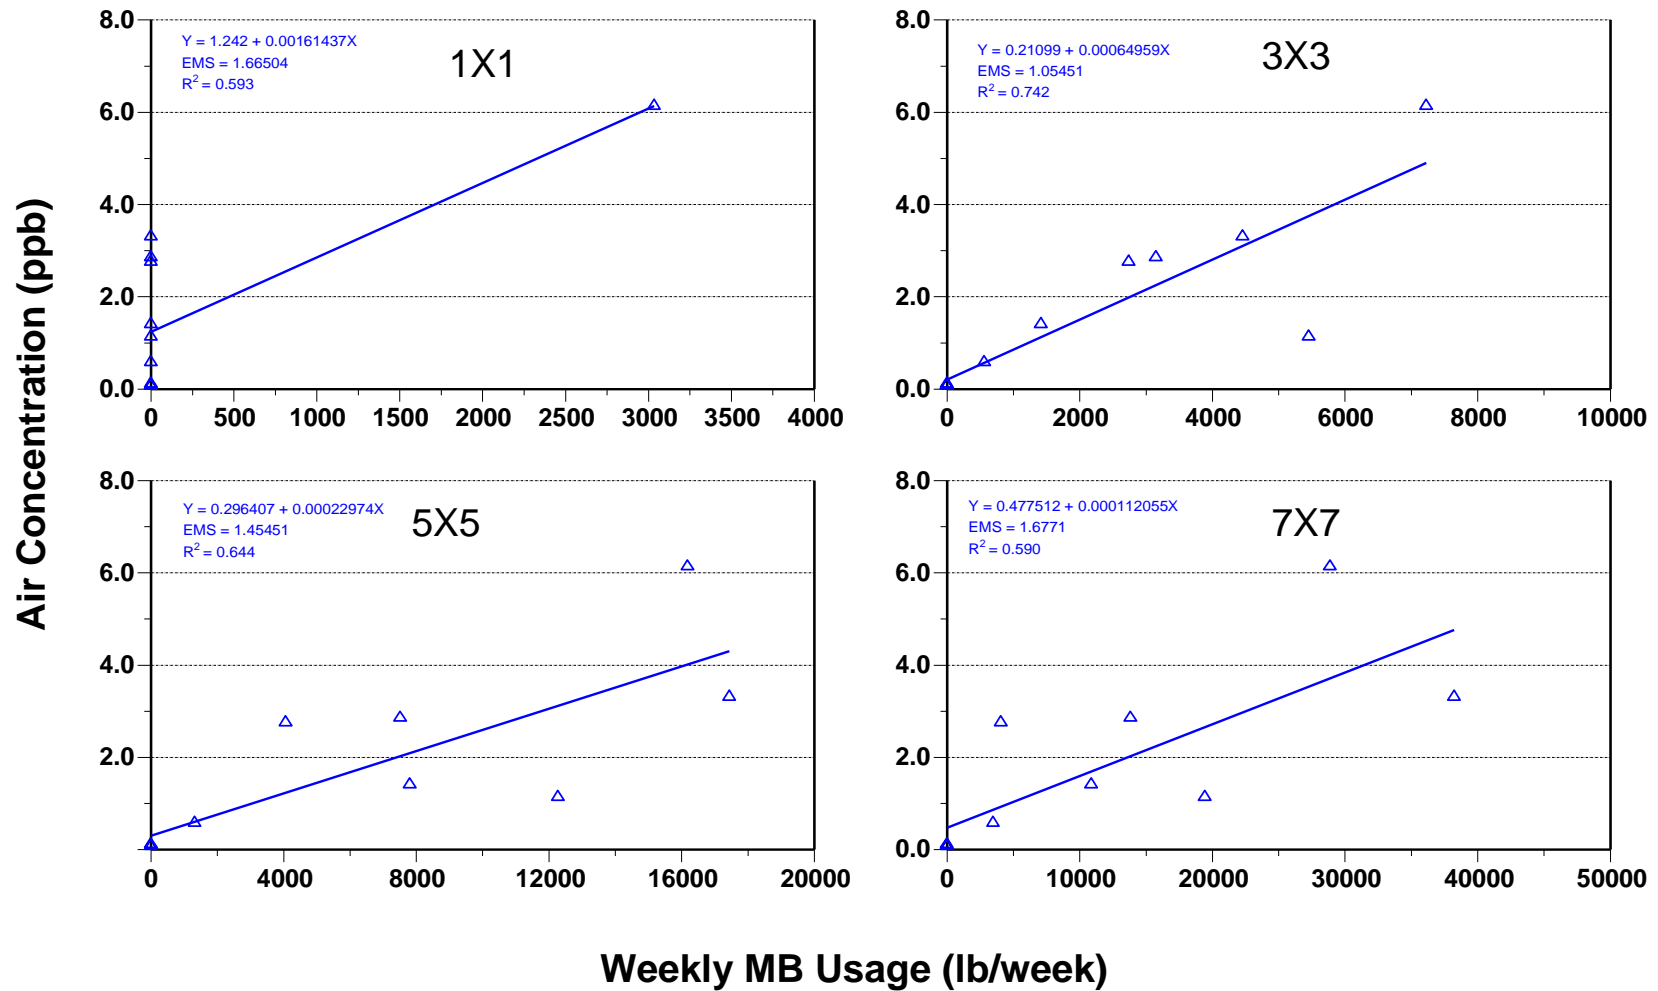 Air Concentration (ppb)
8.0
6.0
4.0
2.0
0.0
Y = 1.242 + 0.00161437X
EMS = 1.66504
R² = 0.593
1X1
0 500 1000 1500 2000 2500 3000 3500 4000
8.0
6.0
4.0
2.0
0.0
Y = 0.21099 + 0.00064959X
EMS = 1.05451
R² = 0.742
3X3
0 2000 4000 6000 8000 10000
8.0
6.0
4.0
2.0
Y = 0.296407 + 0.00022974X
EMS = 1.45451
R² = 0.644
5X5
0 4000 8000 12000 16000 20000
8.0
6.0
4.0
2.0
0.0
Y = 0.477512 + 0.000112055X
EMS = 1.6771
R² = 0.590
7X7
0 10000 20000 30000 40000 50000
Weekly MB Usage (lb/week)